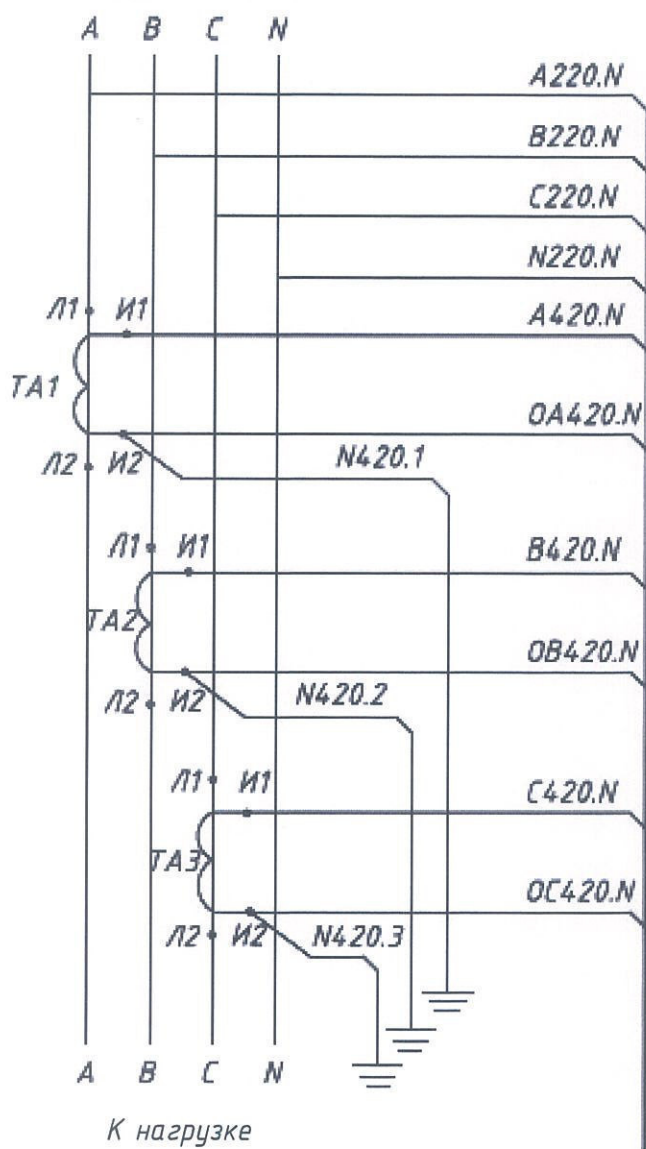 A B C N
A220.N
B220.N
C220.N
N220.N
Л1 И1 A420.N
TA1
OA420.N
Л2 И2 N420.1
Л1 И1 B420.N
TA2
OB420.N
Л2 И2 N420.2
Л1 И1 C420.N
TA3
OC420.N
Л2 И2 N420.3
A B C N
К нагрузке